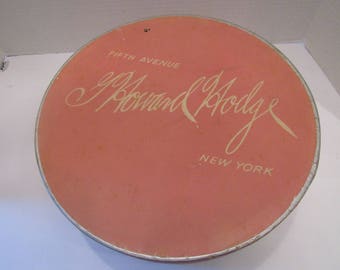 FIFTH AVENUE
G Howard Hodge
NEW YORK